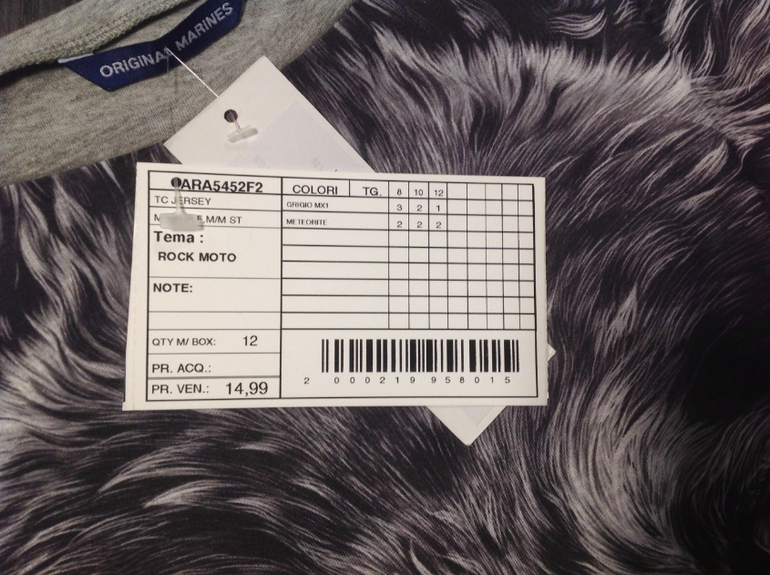 ORIGINAL MARINES
ARA5452F2
TC JERSEY
M/M ST
Tema :
ROCK MOTO
NOTE:
QTY M/ BOX: 12
PR. ACQ.:
PR. VEN.: 14,99
COLORI TG. 8 10 12
GRIGIO MX1 3 2 1
METEORITE 2 2 2
2 000219 958015